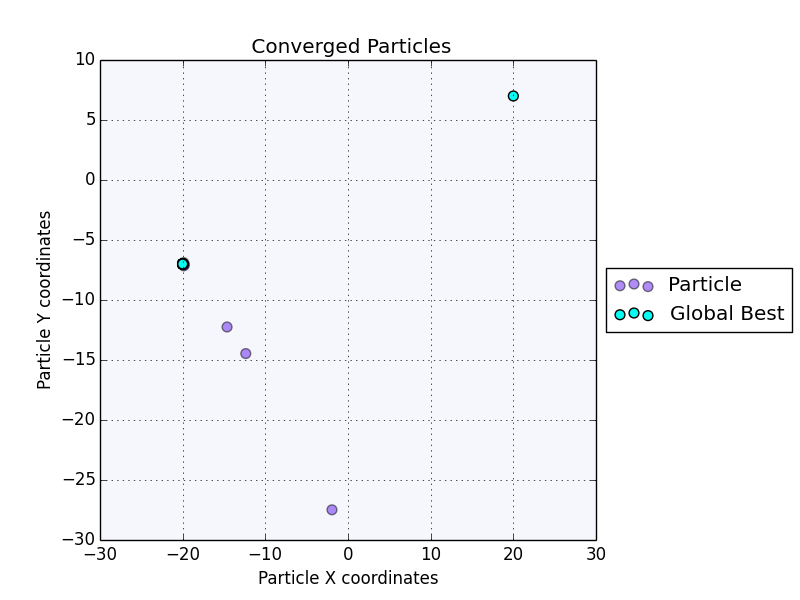 Converged Particles
10
5
0
−5
−10
−15
−20
−25
−30
Particle Y coordinates
−30 −20 −10 0 10 20 30
Particle X coordinates
Particle
Global Best